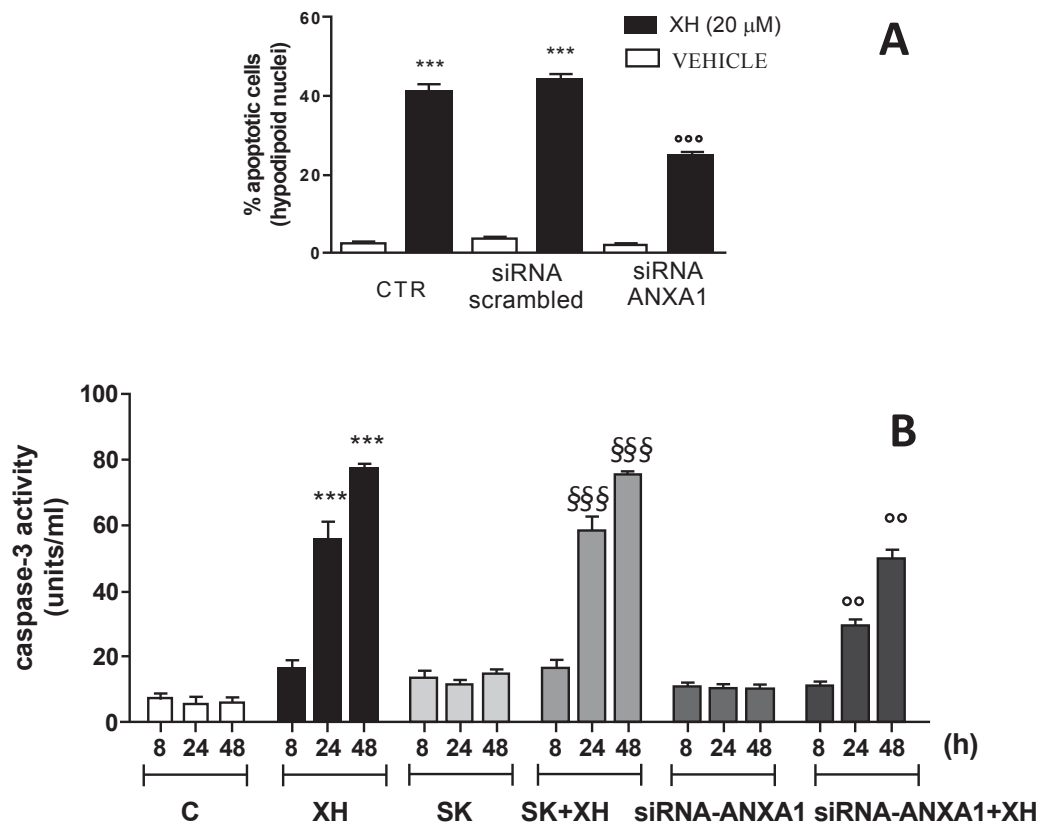 60
40
20
0
% apoptotic cells
(hypodipoid nuclei)
***
***
°°°
XH (20 µM)
VEHICLE
A
CTR
siRNA
scrambled
siRNA
ANXA1
100
80
60
40
20
0
caspase-3 activity
(units/ml)
B
***
***
§§§
§§§
°°
°°
8 24 48 8 24 48 8 24 48 8 24 48 8 24 48 8 24 48 (h)
C XH SK SK+XH siRNA-ANXA1 siRNA-ANXA1+XH